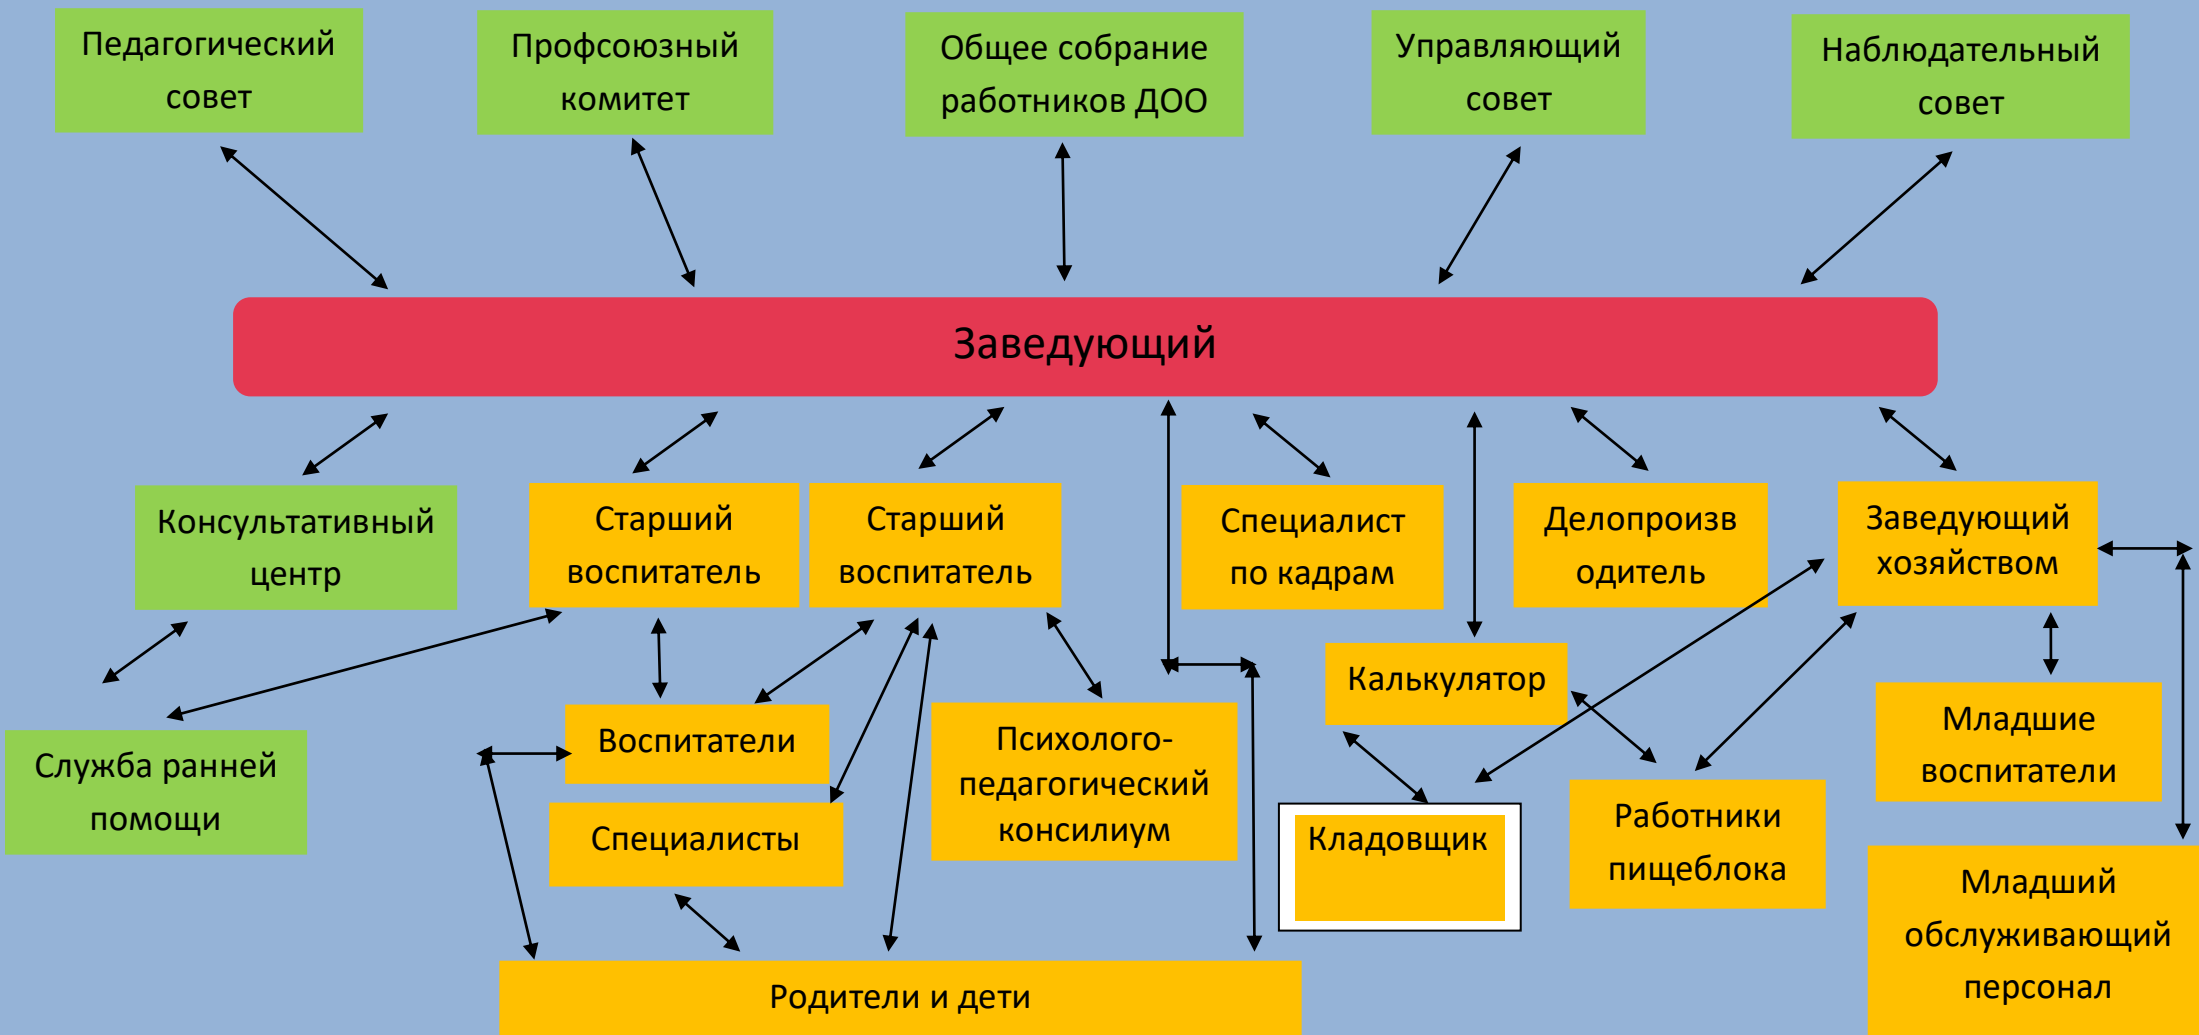 Педагогический
совет
Профсоюзный
комитет
Общее собрание
работников ДОО
Управляющий
совет
Наблюдательный
совет
Заведующий
Консультативный
центр
Старший
воспитатель
Старший
воспитатель
Специалист
по кадрам
Делопроизв
одитель
Заведующий
хозяйством
Калькулятор
Воспитатели
Психолого-
педагогический
консилиум
Младшие
воспитатели
Служба ранней
помощи
Специалисты
Кладовщик
Работники
пищеблока
Младший
обслуживающий
персонал
Родители и дети